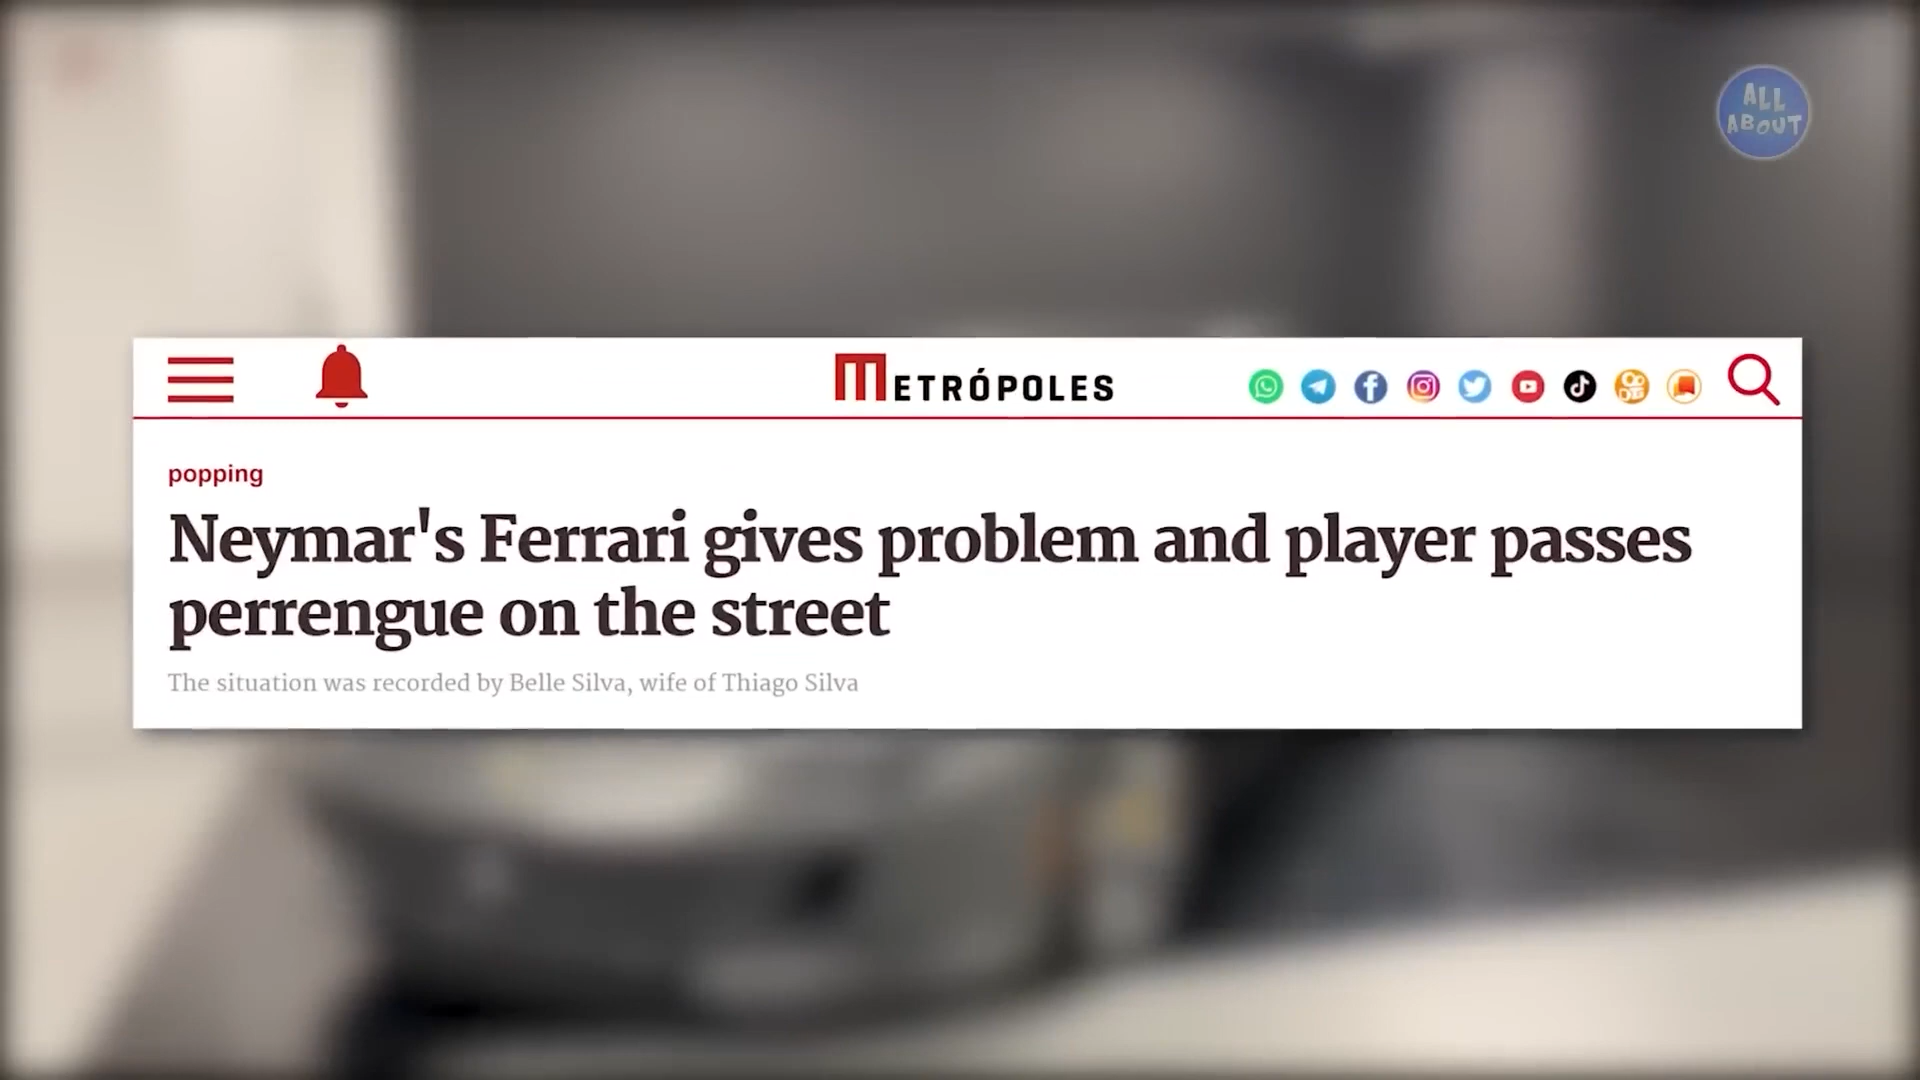 ALL
ABOUT
METRÓPOLES
popping
Neymar's Ferrari gives problem and player passes
perrengue on the street
The situation was recorded by Belle Silva, wife of Thiago Silva